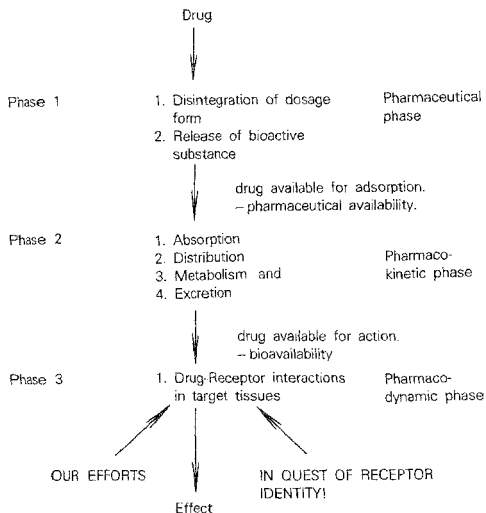 Drug
Phase 1
1. Disintegration of dosage
form
2. Release of bioactive
substance
Pharmaceutical
phase
drug available for adsorption.
– pharmaceutical availability.
Phase 2
1. Absorption
2. Distribution
3. Metabolism and
4. Excretion
Pharmaco-
kinetic phase
drug available for action.
– bioavailability
Phase 3
1. Drug-Receptor interactions
in target tissues
Pharmaco-
dynamic phase
OUR EFFORTS
IN QUEST OF RECEPTOR
IDENTITY!
Effect